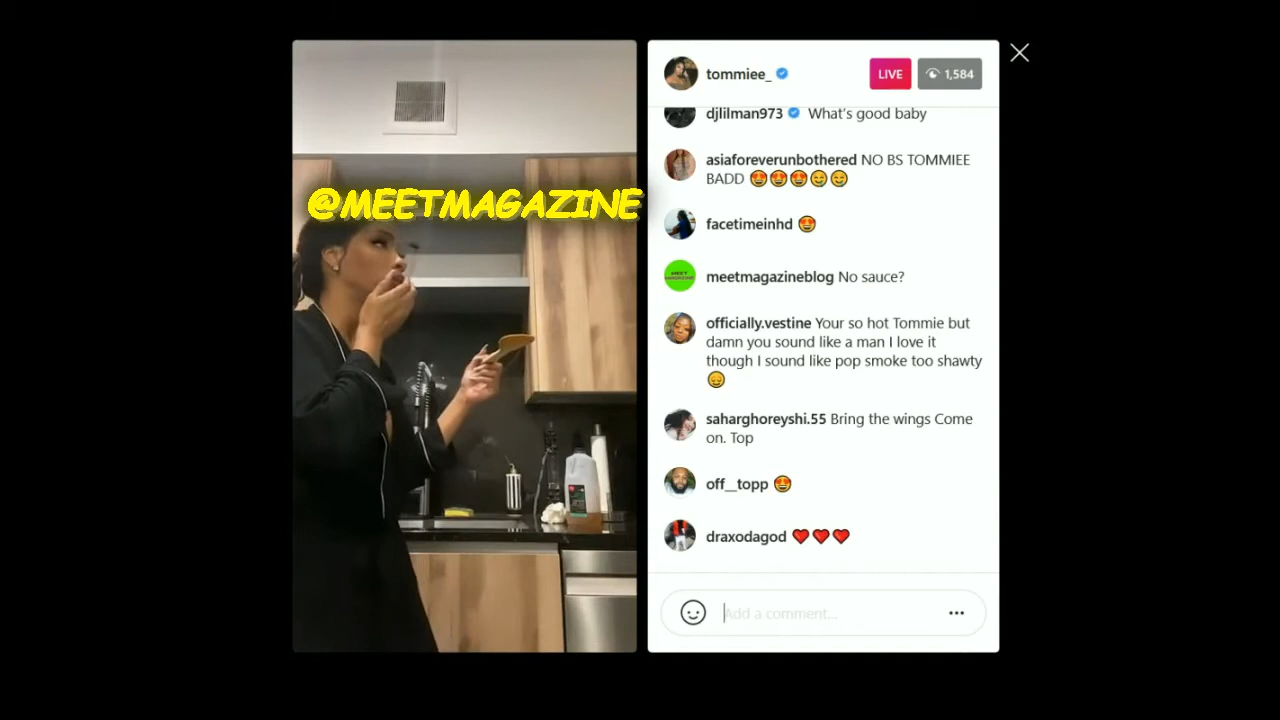 @MEETMAGAZINE
tommiee_
LIVE
1,584
djlilman973 What's good baby
asiaforeverunbothered NO BS TOMMIEE
BADD
facetimeinhd
meetmagazineblog No sauce?
officially.vestine Your so hot Tommie but
damn you sound like a man I love it
though I sound like pop smoke too shawty
saharghoreyshi.55 Bring the wings Come
on. Top
off__topp
draxodagod
Add a comment...